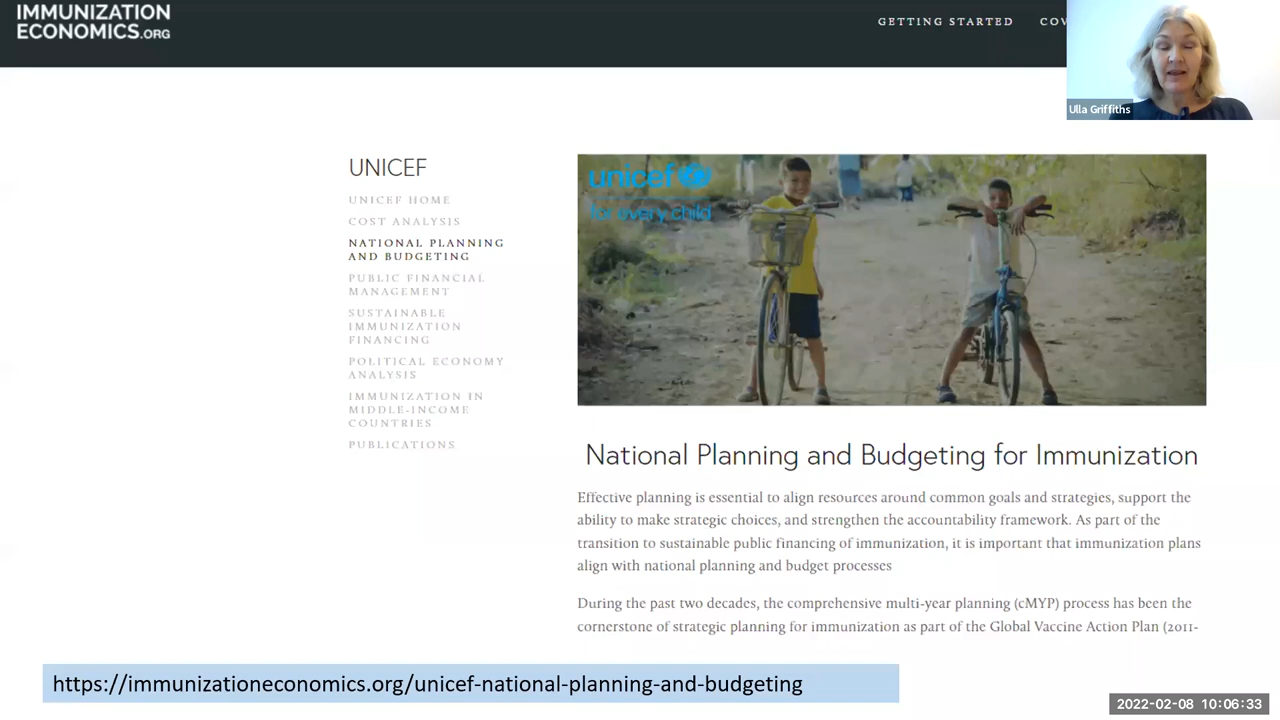 IMMUNIZATION
ECONOMICS.ORG
GETTING STARTED
Ulla Griffiths
UNICEF
UNICEF HOME
COST ANALYSIS
NATIONAL PLANNING
AND BUDGETING
PUBLIC FINANCIAL
MANAGEMENT
SUSTAINABLE
IMMUNIZATION
FINANCING
POLITICAL ECONOMY
ANALYSIS
IMMUNIZATION IN
MIDDLE-INCOME
COUNTRIES
PUBLICATIONS
unicef
for every child
National Planning and Budgeting for Immunization
Effective planning is essential to align resources around common goals and strategies, support the
ability to make strategic choices, and strengthen the accountability framework. As part of the
transition to sustainable public financing of immunization, it is important that immunization plans
align with national planning and budget processes
During the past two decades, the comprehensive multi-year planning (cMYP) process has been the
cornerstone of strategic planning for immunization as part of the Global Vaccine Action Plan (2011-
https://immunizationeconomics.org/unicef-national-planning-and-budgeting
2022-02-08 10:06:33